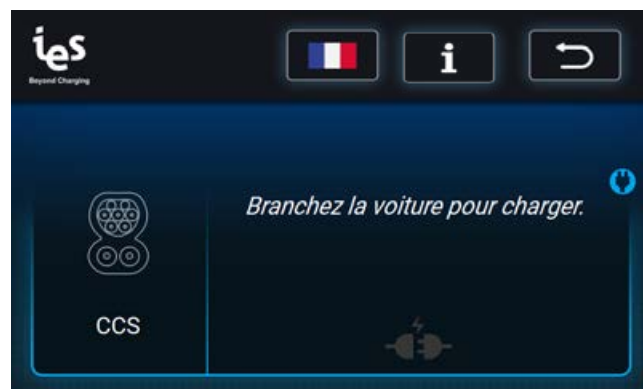 ies
Beyond Charging
i
Branchez la voiture pour charger.
CCS